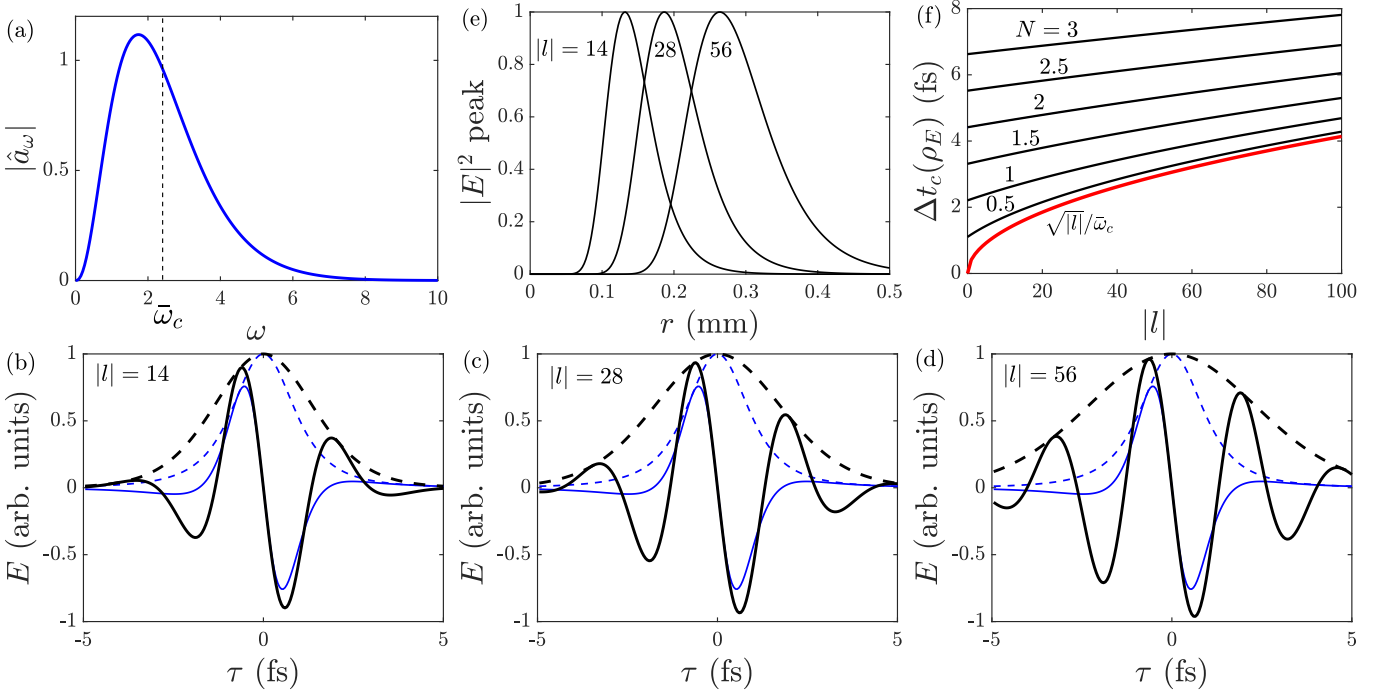 (a)
|â_ω|
1
0.5
0
0 2 4 6 8 10
ω̄_c
ω
(e)
|E|² peak
1
0.8
0.6
0.4
0.2
0
|l| = 14 28 56
0 0.1 0.2 0.3 0.4 0.5
r (mm)
(f)
Δt_c(ρ_E) (fs)
8
6
4
2
0
N = 3
2.5
2
1.5
1
0.5
√|l|/ω̄_c
0 20 40 60 80 100
|l|
(b)
|l| = 14
E (arb. units)
1
0.5
0
-0.5
-1
-5 0 5
τ (fs)
(c)
|l| = 28
E (arb. units)
1
0.5
0
-0.5
-1
-5 0 5
τ (fs)
(d)
|l| = 56
E (arb. units)
1
0.5
0
-0.5
-1
-5 0 5
τ (fs)